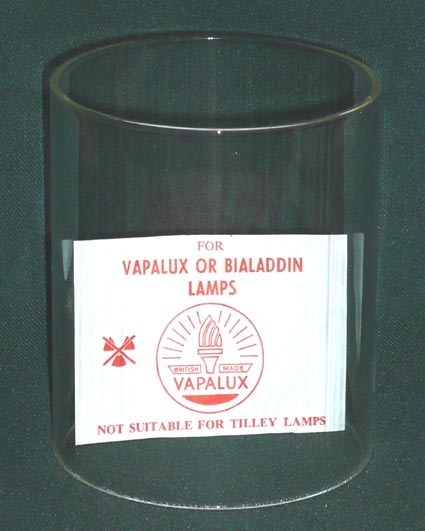 FOR
VAPALUX OR BIALADDIN
LAMPS
BRITISH MADE
VAPALUX
NOT SUITABLE FOR TILLEY LAMPS